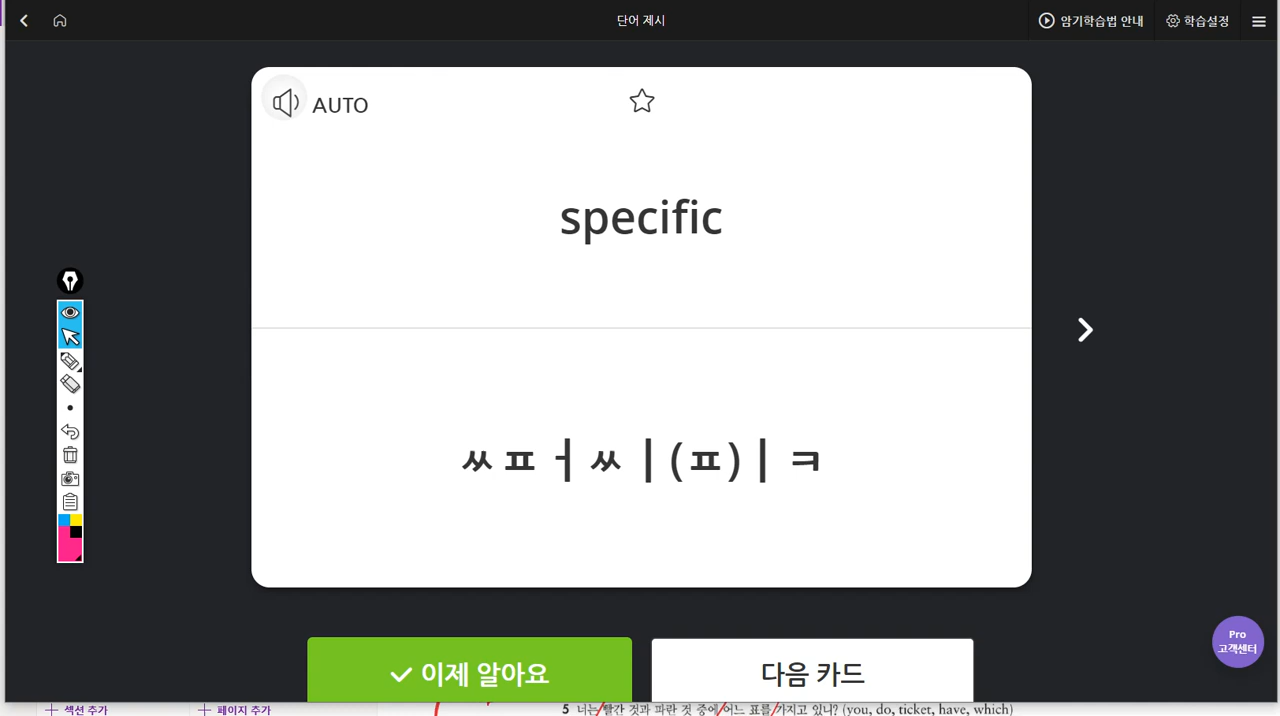 단어 제시
암기학습법 안내
학습설정
AUTO
specific
ㅆㅍㅓㅆㅣ(ㅍ)ㅣㅋ
이제 알아요
다음 카드
Pro
고객센터
섹션 추가
페이지 추가
5 너는 빨간 것과 파란 것 중에 어느 표를 가지고 있니? (you, do, ticket, have, which)